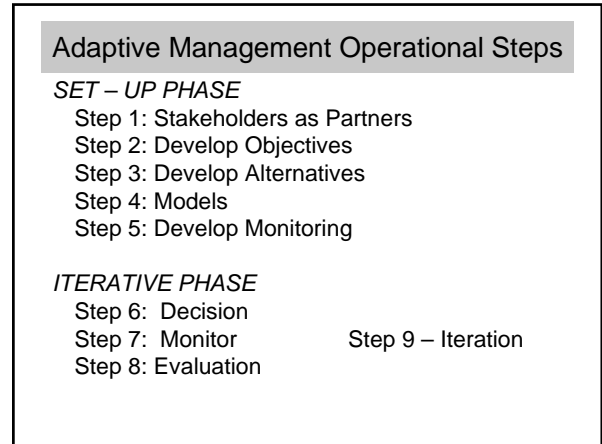 Adaptive Management Operational Steps
SET – UP PHASE
Step 1: Stakeholders as Partners
Step 2: Develop Objectives
Step 3: Develop Alternatives
Step 4: Models
Step 5: Develop Monitoring
ITERATIVE PHASE
Step 6: Decision
Step 7: Monitor Step 9 – Iteration
Step 8: Evaluation